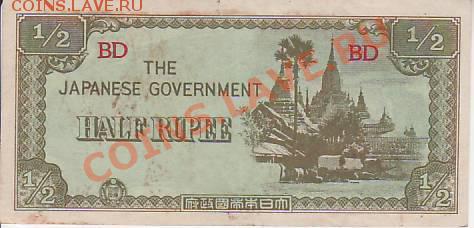 COINS.LAVE.RU
1/2
BD
THE
JAPANESE GOVERNMENT
HALF RUPEE
BD
1/2
1/2
府政國帝本日大
1/2
COINS.LAVE.RU